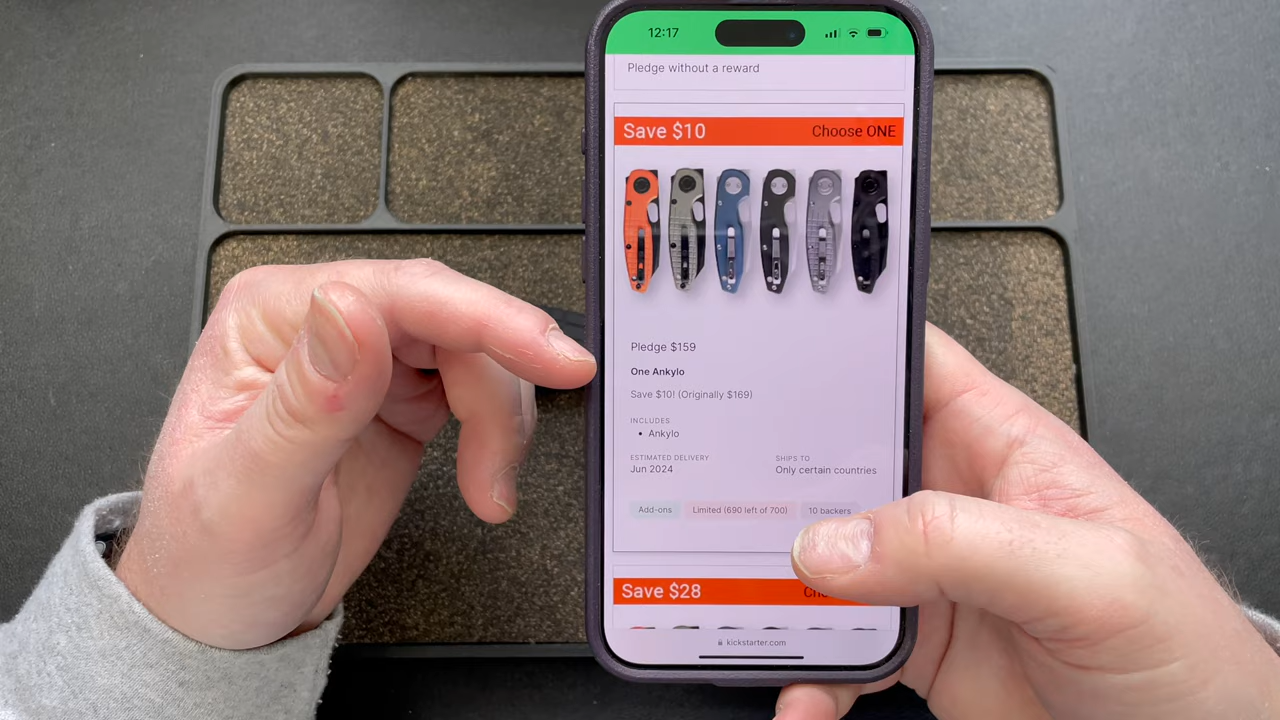 12:17
Pledge without a reward
Save $10 Choose ONE
Pledge $159
One Ankylo
Save $10! (Originally $169)
INCLUDES
• Ankylo
ESTIMATED DELIVERY SHIPS TO
Jun 2024 Only certain countries
Add-ons Limited (690 left of 700) 10 backers
Save $28
kickstarter.com